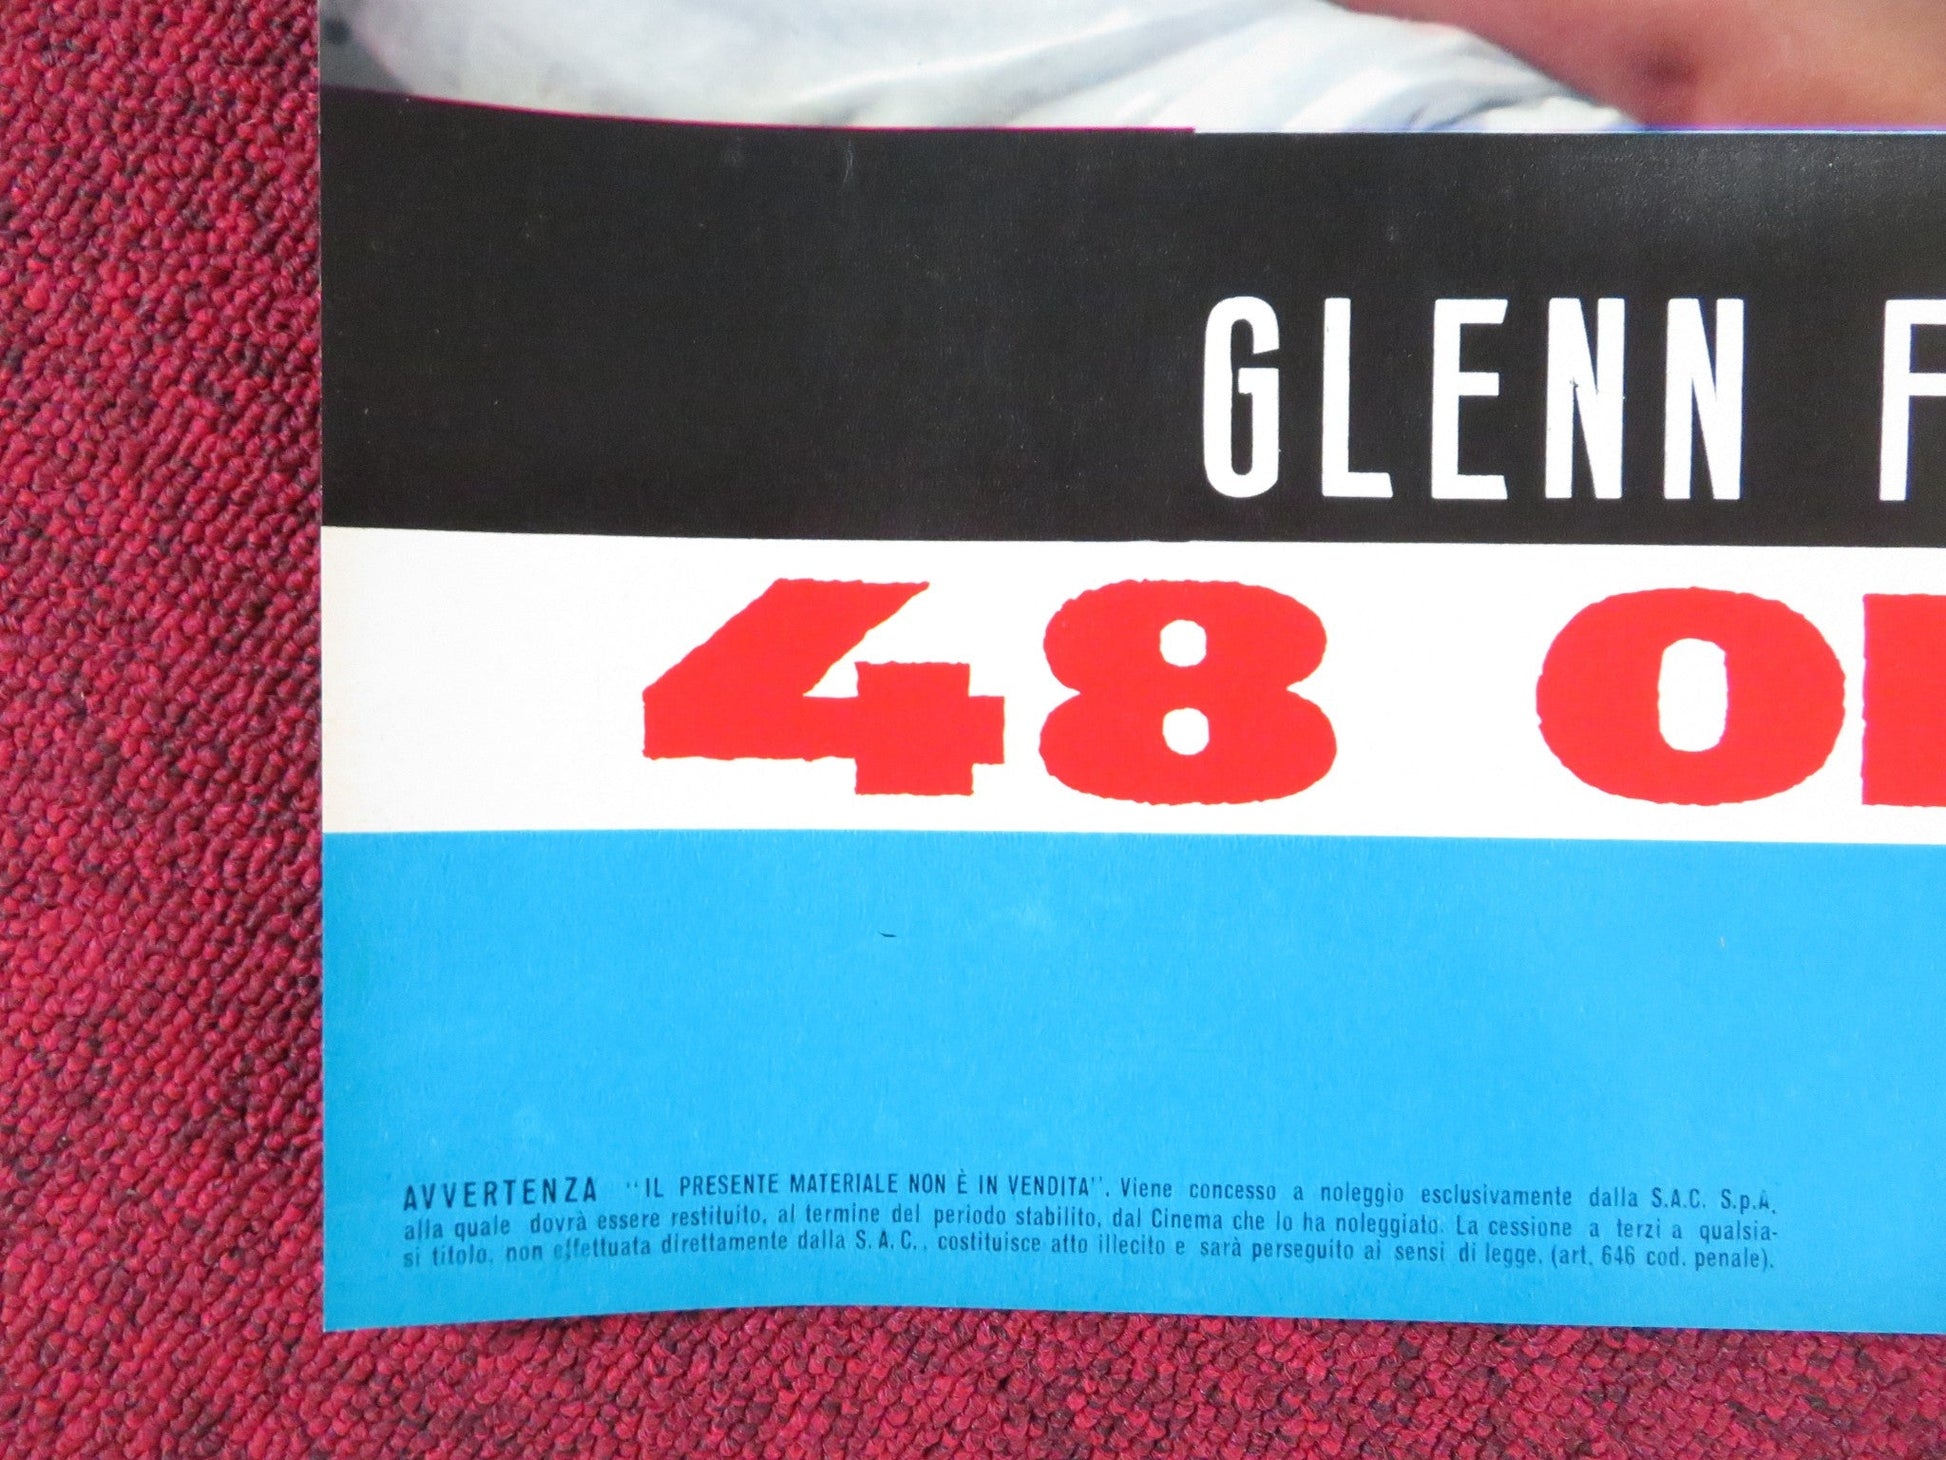 GLENN F
48 O
AVVERTENZA "IL PRESENTE MATERIALE NON È IN VENDITA". Viene concesso a noleggio esclusivamente dalla S.A.C. S.p.A.
alla quale dovrà essere restituito, al termine del periodo stabilito, dal Cinema che lo ha noleggiato. La cessione a terzi a qualsia-
si titolo, non effettuata direttamente dalla S.A.C., costituisce atto illecito e sarà perseguito ai sensi di legge. (art. 646 cod. penale).